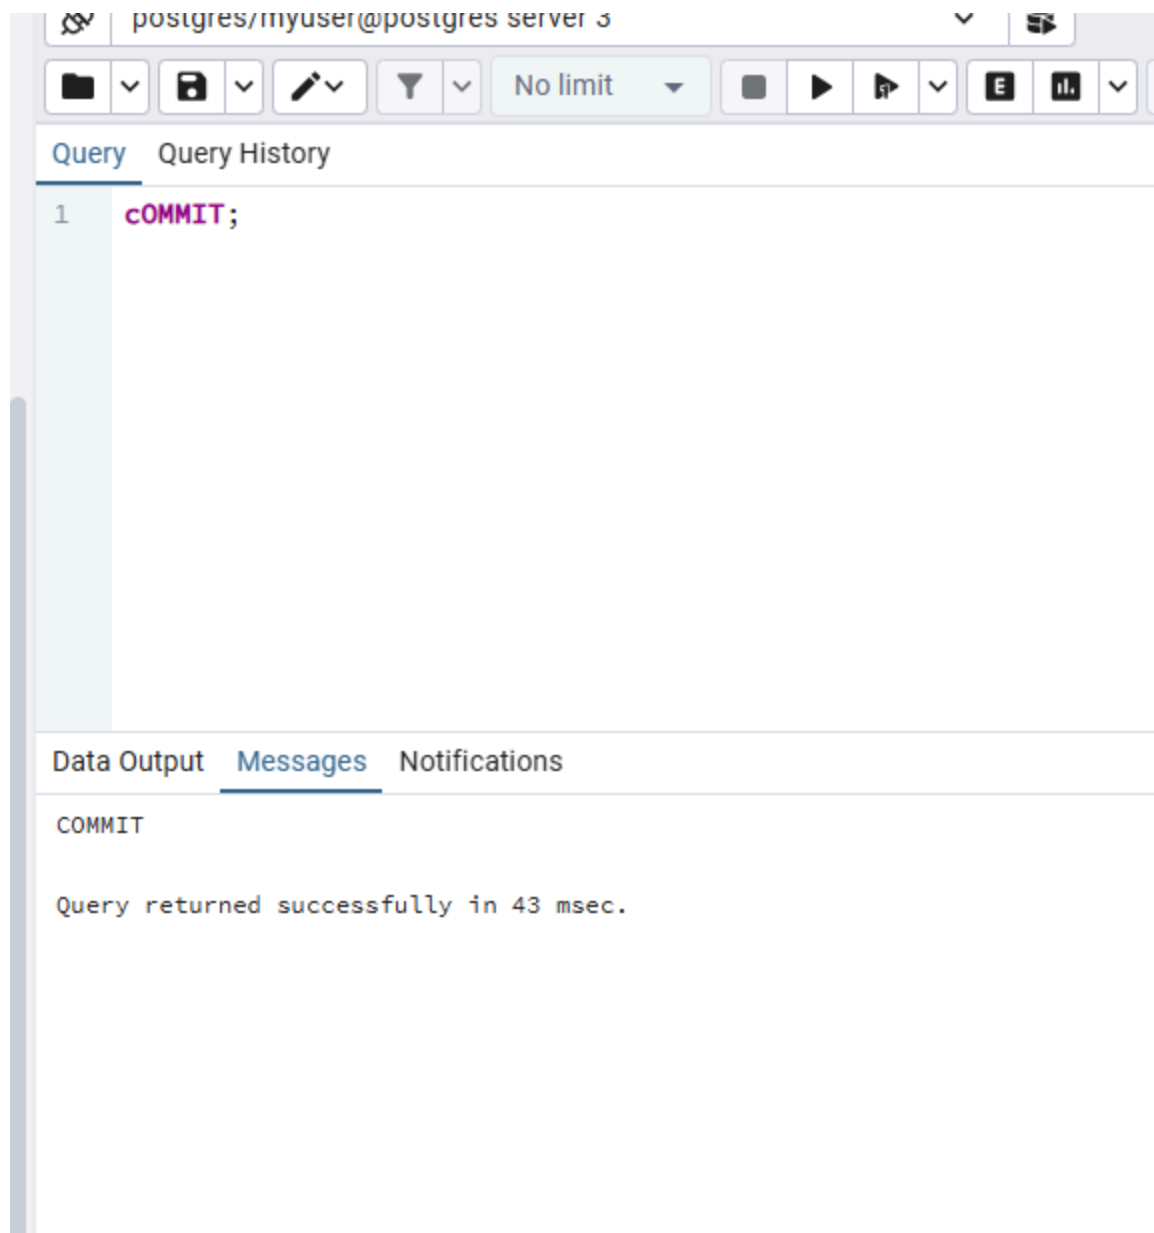 postgres/myuser@postgres server 3
No limit
E
Query Query History
1 cOMMIT;
Data Output Messages Notifications
COMMIT
Query returned successfully in 43 msec.